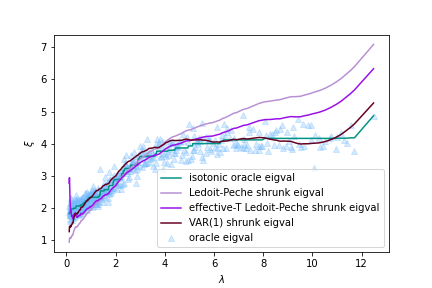 7
6
5
4
3
2
1
ξ
isotonic oracle eigval
Ledoit-Peche shrunk eigval
effective-T Ledoit-Peche shrunk eigval
VAR(1) shrunk eigval
oracle eigval
0 2 4 6 8 10 12
λ